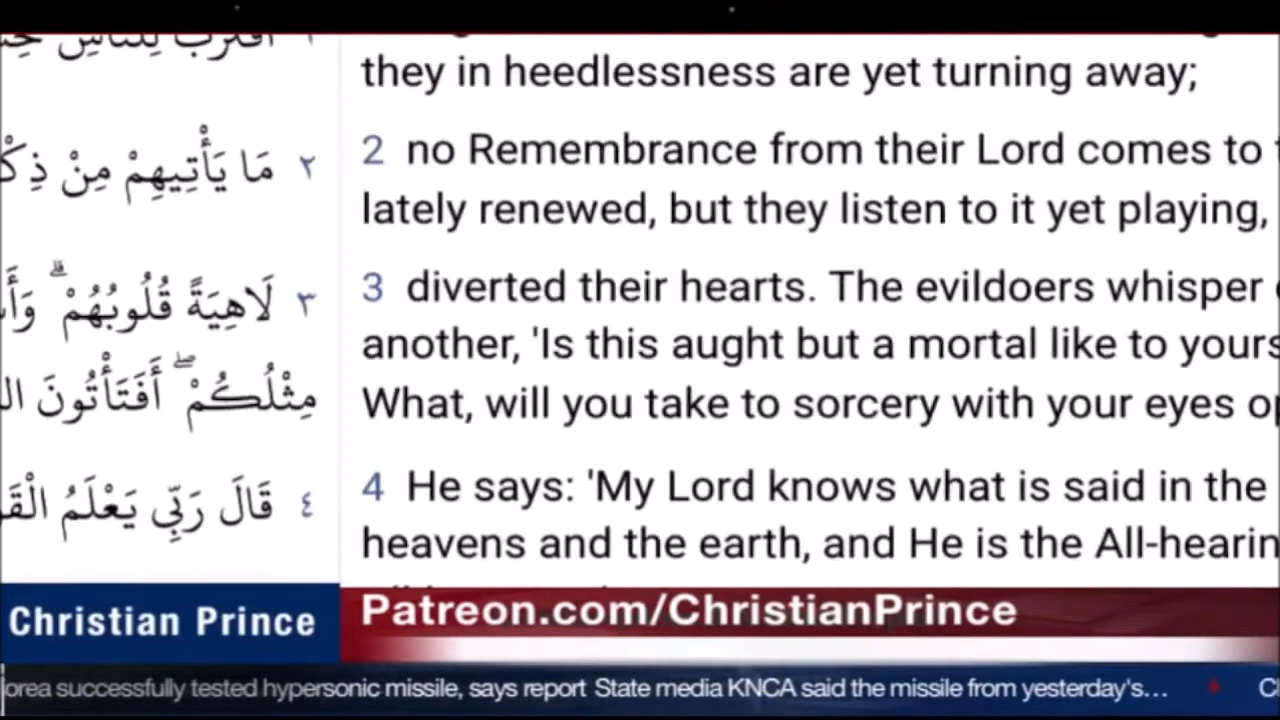 they in heedlessness are yet turning away;
مَا يَأْتِيهِمْ مِنْ ٢
2 no Remembrance from their Lord comes to
lately renewed, but they listen to it yet playing,
لَاهِيَةً قُلُوبُهُمْ ۗ ٣
3 diverted their hearts. The evildoers whisper
another, 'Is this aught but a mortal like to
مِثْلُكُمْ ۖ أَفَتَأْتُونَ
What, will you take to sorcery with your eyes
قَالَ رَبِّي يَعْلَمُ ٤
4 He says: 'My Lord knows what is said in the
heavens and the earth, and He is the
Christian Prince
Patreon.com/ChristianPrince
orea successfully tested hypersonic missile, says report State media KNCA said the missile from yesterday's...